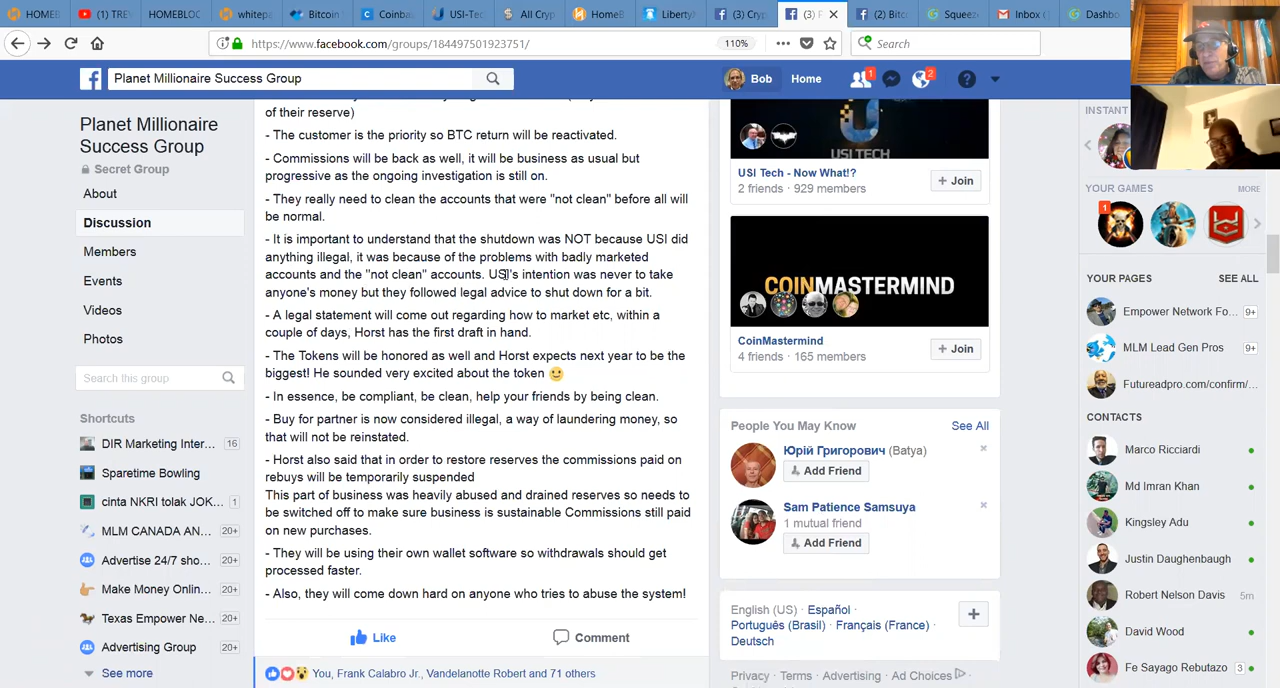 HOMEB
(1) TREV
HOMEBLOC
whitepe
Bitcoin
Coinba
USI-Tec
All Cryp
HomeB
LibertyX
(3) Cryp
(3) P
(2) Bitc
Squeez
Inbox (
Dashbo
https://www.facebook.com/groups/184497501923751/
110%
Search
Planet Millionaire Success Group
Bob
Home
1
2
Planet Millionaire
Success Group
Secret Group
About
Discussion
Members
Events
Videos
Photos
Search this group
Shortcuts
DIR Marketing Inter... 16
Sparetime Bowling
cinta NKRI tolak JOK... 1
MLM CANADA AN... 20+
Advertise 24/7 sho... 20+
Make Money Onlin... 20+
Texas Empower Ne... 20+
Advertising Group 20+
See more
of their reserve)
- The customer is the priority so BTC return will be reactivated.
- Commissions will be back as well, it will be business as usual but
progressive as the ongoing investigation is still on.
- They really need to clean the accounts that were "not clean" before all will
be normal.
- It is important to understand that the shutdown was NOT because USI did
anything illegal, it was because of the problems with badly marketed
accounts and the "not clean" accounts. USI's intention was never to take
anyone's money but they followed legal advice to shut down for a bit.
- A legal statement will come out regarding how to market etc, within a
couple of days, Horst has the first draft in hand.
- The Tokens will be honored as well and Horst expects next year to be the
biggest! He sounded very excited about the token
- In essence, be compliant, be clean, help your friends by being clean.
- Buy for partner is now considered illegal, a way of laundering money, so
that will not be reinstated.
- Horst also said that in order to restore reserves the commissions paid on
rebuys will be temporarily suspended
This part of business was heavily abused and drained reserves so needs to
be switched off to make sure business is sustainable Commissions still paid
on new purchases.
- They will be using their own wallet software so withdrawals should get
processed faster.
- Also, they will come down hard on anyone who tries to abuse the system!
Like
Comment
You, Frank Calabro Jr., Vandelanotte Robert and 71 others
USI TECH
USI Tech - Now What!?
2 friends · 929 members
+ Join
COINMASTERMIND
CoinMastermind
4 friends · 165 members
+ Join
People You May Know
See All
Юрій Григорович (Batya)
Add Friend
Sam Patience Samsuya
1 mutual friend
Add Friend
English (US) · Español ·
Português (Brasil) · Français (France) ·
Deutsch
Privacy · Terms · Advertising · Ad Choices
INSTANT
YOUR GAMES
MORE
1
YOUR PAGES
SEE ALL
Empower Network Fo... 9+
MLM Lead Gen Pros 9+
Futureadpro.com/confirm/...
CONTACTS
Marco Ricciardi
Md Imran Khan
Kingsley Adu
Justin Daughenbaugh
Robert Nelson Davis 5m
David Wood
Fe Sayago Rebutazo 3